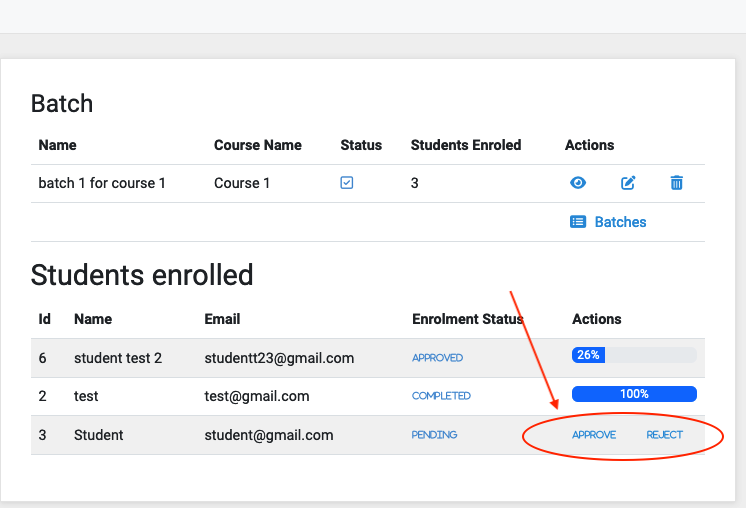 Batch
Name Course Name Status Students Enroled Actions
batch 1 for course 1 Course 1 3
Batches
Students enrolled
Id Name Email Enrolment Status Actions
6 student test 2 studentt23@gmail.com APPROVED 26%
2 test test@gmail.com COMPLETED 100%
3 Student student@gmail.com PENDING APPROVE REJECT